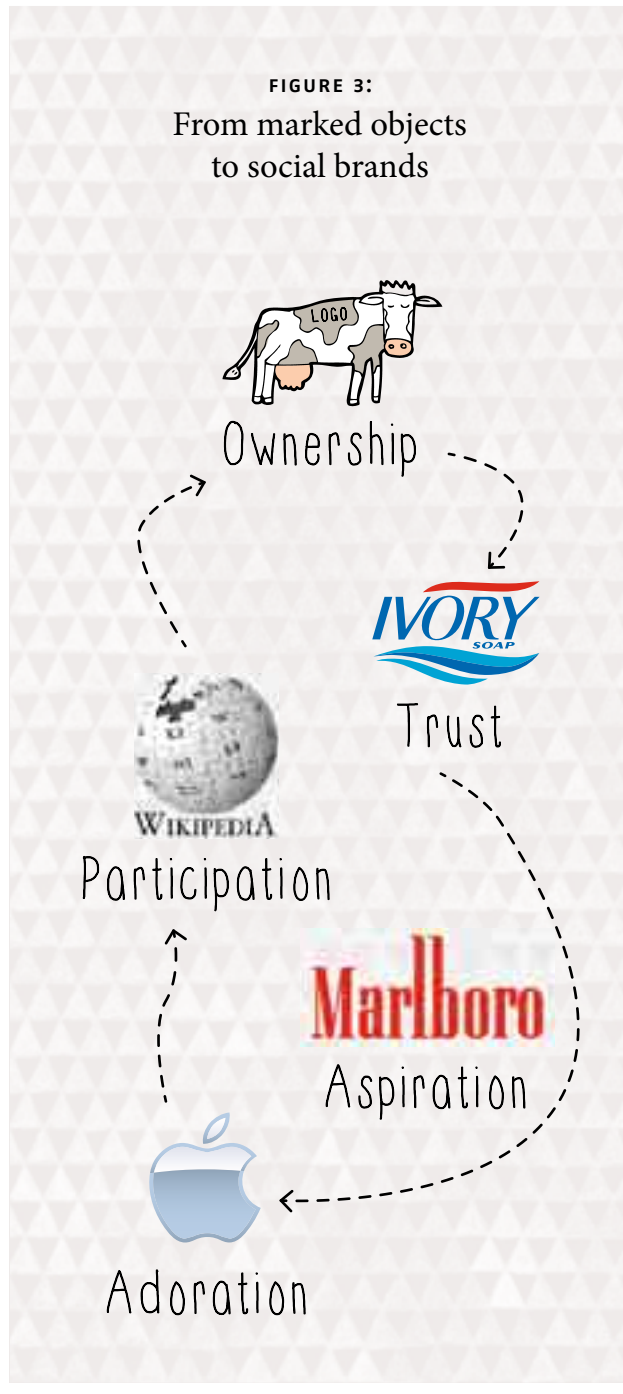 FIGURE 3:
From marked objects
to social brands
LOGO
Ownership
IVORY
SOAP
Trust
WIKIPEDIA
Participation
Marlboro
Aspiration
Adoration